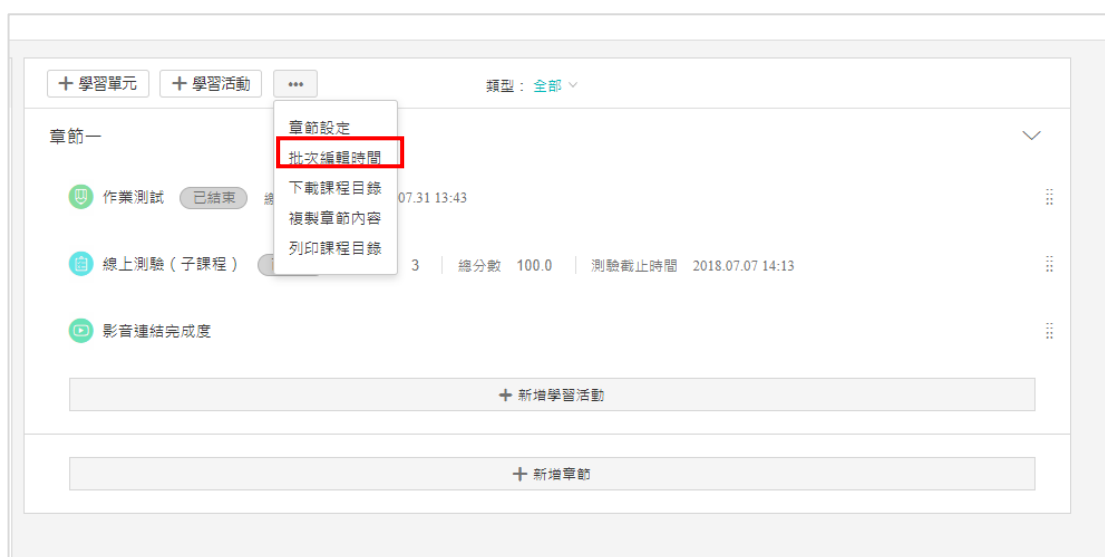 + 學習單元 + 學習活動 ••• 類型： 全部
章節設定
批次編輯時間
下載課程目錄
複製章節內容
列印課程目錄
章節一
作業測試 已結束 07.31 13:43
線上測驗（子課程） 3 總分數 100.0 測驗截止時間 2018.07.07 14:13
影音連結完成度
+ 新增學習活動
+ 新增章節